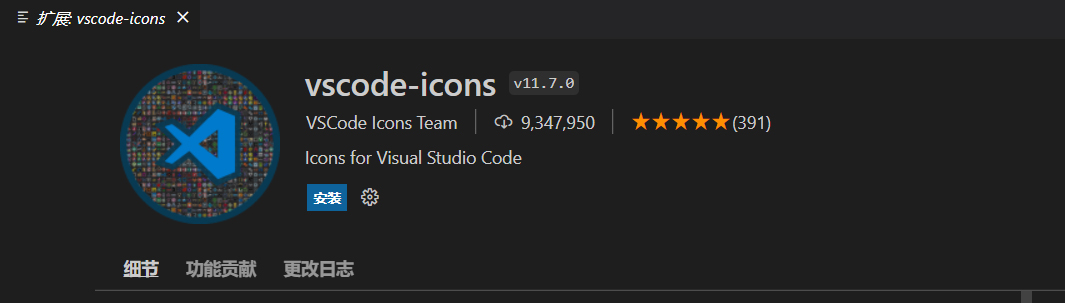 扩展: vscode-icons
vscode-icons v11.7.0
VSCode Icons Team 9,347,950 (391)
Icons for Visual Studio Code
安装
细节 功能贡献 更改日志